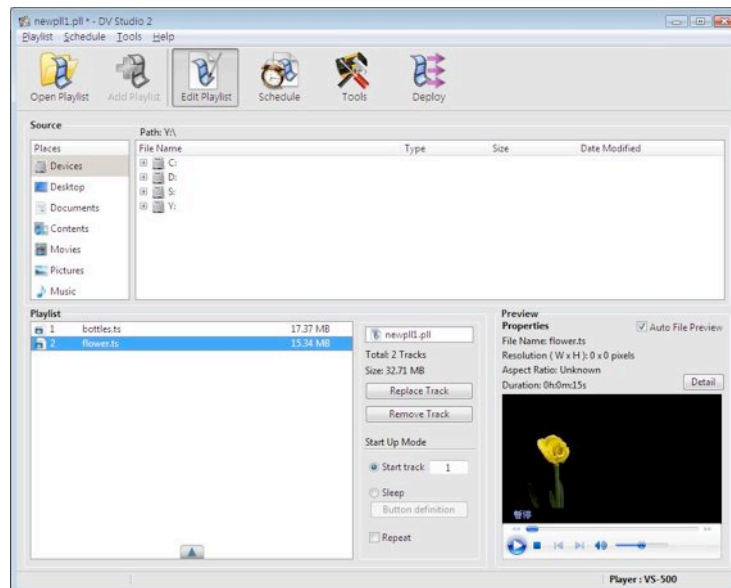 newpll1.pll * - DV Studio 2
Playlist Schedule Tools Help
Open Playlist Add Playlist Edit Playlist Schedule Tools Deploy
Source
Path: Y:\
Places
File Name Type Size Date Modified
Devices
C:
D:
S:
Y:
Desktop
Documents
Contents
Movies
Pictures
Music
Playlist
1 bottles.ts 17.37 MB
2 flower.ts 15.34 MB
newpll1.pll
Total: 2 Tracks
Size: 32.71 MB
Replace Track
Remove Track
Start Up Mode
Start track 1
Sleep
Button definition
Repeat
Preview
Properties
Auto File Preview
File Name: flower.ts
Resolution ( W x H ): 0 x 0 pixels
Aspect Ratio: Unknown
Duration: 0h:0m:15s
Detail
暫停
Player : VS-500